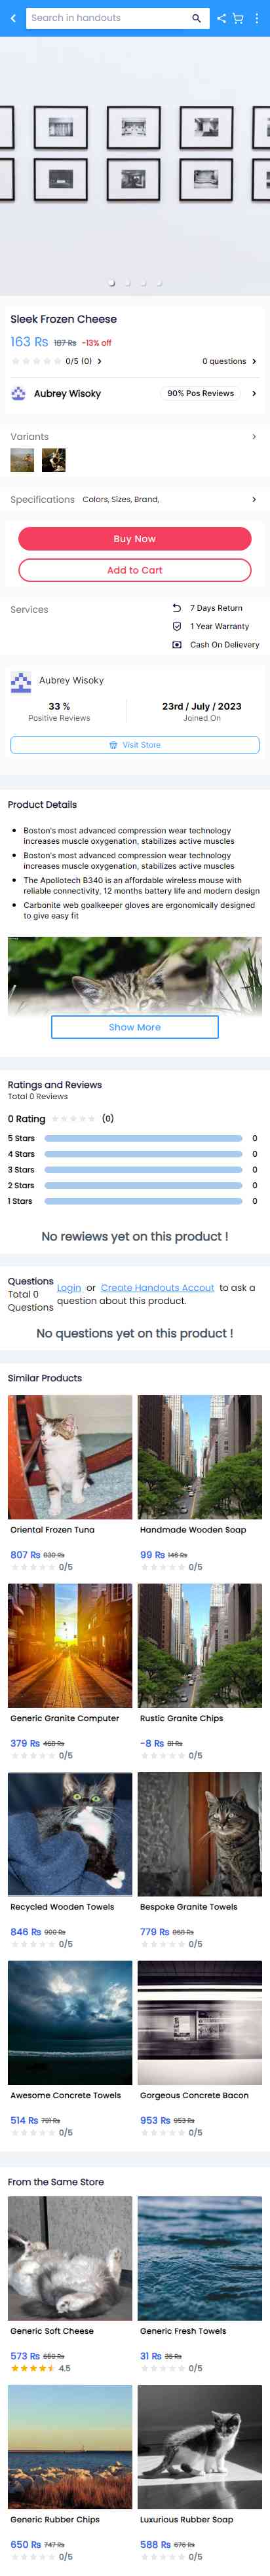 Search in handouts
Sleek Frozen Cheese
163 Rs 187 Rs -13% off
0/5 (0) 0 questions
Aubrey Wisoky 90% Pos Reviews
Variants
Specifications Colors, Sizes, Brand,
Buy Now
Add to Cart
Services 7 Days Return
1 Year Warranty
Cash On Delievery
Aubrey Wisoky
33 % 23rd / July / 2023
Positive Reviews Joined On
Visit Store
Product Details
Boston's most advanced compression wear technology
increases muscle oxygenation, stabilizes active muscles
Boston's most advanced compression wear technology
increases muscle oxygenation, stabilizes active muscles
The Apollotech B340 is an affordable wireless mouse with
reliable connectivity, 12 months battery life and modern design
Carbonite web goalkeeper gloves are ergonomically designed
to give easy fit
Show More
Ratings and Reviews
Total 0 Reviews
0 Rating (0)
5 Stars 0
4 Stars 0
3 Stars 0
2 Stars 0
1 Stars 0
No rewiews yet on this product !
Questions
Total 0
Questions
Login or Create Handouts Accout to ask a
question about this product.
No questions yet on this product !
Similar Products
Oriental Frozen Tuna Handmade Wooden Soap
807 Rs 830 Rs 99 Rs 146 Rs
0/5 0/5
Generic Granite Computer Rustic Granite Chips
379 Rs 468 Rs -8 Rs 81 Rs
0/5 0/5
Recycled Wooden Towels Bespoke Granite Towels
846 Rs 900 Rs 779 Rs 868 Rs
0/5 0/5
Awesome Concrete Towels Gorgeous Concrete Bacon
514 Rs 701 Rs 953 Rs 953 Rs
0/5 0/5
From the Same Store
Generic Soft Cheese Generic Fresh Towels
573 Rs 659 Rs 31 Rs 36 Rs
4.5 0/5
Generic Rubber Chips Luxurious Rubber Soap
650 Rs 747 Rs 588 Rs 676 Rs
0/5 0/5